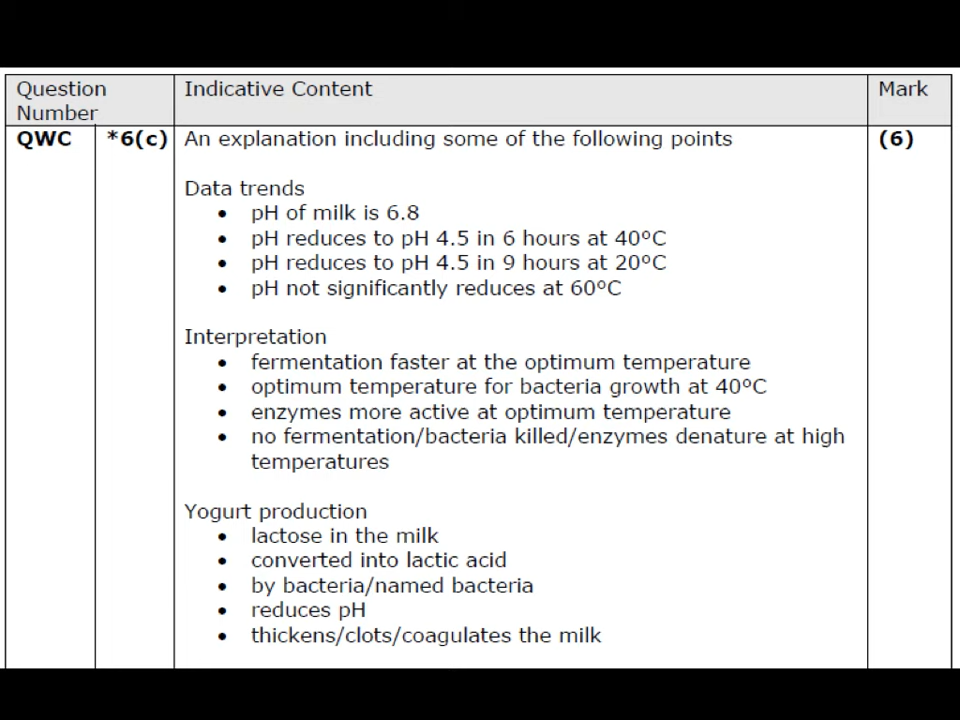 Question Number
Indicative Content
Mark
QWC
*6(c)
An explanation including some of the following points
(6)
Data trends
• pH of milk is 6.8
• pH reduces to pH 4.5 in 6 hours at 40ºC
• pH reduces to pH 4.5 in 9 hours at 20ºC
• pH not significantly reduces at 60ºC
Interpretation
• fermentation faster at the optimum temperature
• optimum temperature for bacteria growth at 40ºC
• enzymes more active at optimum temperature
• no fermentation/bacteria killed/enzymes denature at high
temperatures
Yogurt production
• lactose in the milk
• converted into lactic acid
• by bacteria/named bacteria
• reduces pH
• thickens/clots/coagulates the milk